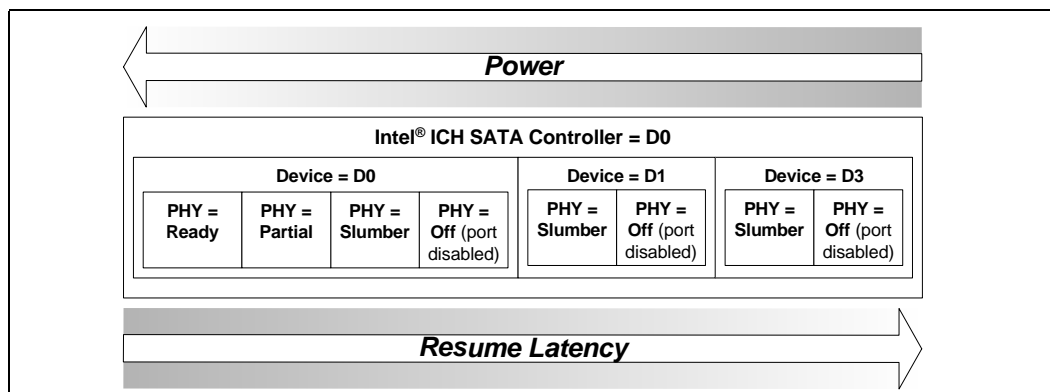 Power
Intel® ICH SATA Controller = D0
Device = D0
PHY =
Ready
PHY =
Partial
PHY =
Slumber
PHY =
Off (port
disabled)
Device = D1
PHY =
Slumber
PHY =
Off (port
disabled)
Device = D3
PHY =
Slumber
PHY =
Off (port
disabled)
Resume Latency